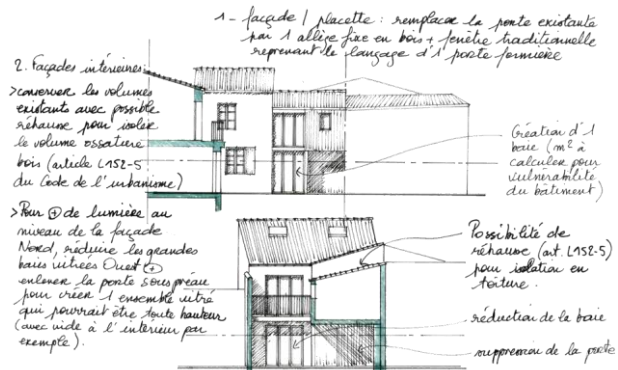 1- façade / placette : remplacer la porte existante
par 1 allège fixe en bois + fenêtre traditionnelle
reprenant le langage d'1 porte fermière
2. Façades intérieures
> conserver les volumes
existants avec possible
réhausse pour isoler
le volume ossature
bois (article L152-5
du Code de l'urbanisme)
> Pour ⊕ de lumière au
niveau de la façade
Nord, réduire les grandes
baies vitrées Ouest ⊕
enlever la porte sous préau
pour créer 1 ensemble vitré
qui pourrait être toute hauteur
(avec vide à l'intérieur par
exemple).
Création d'1
baie (m² à
calculer pour
vulnérabilité
du bâtiment)
Possibilité de
réhausse (art. L152-5)
pour isolation en
toiture.
réduction de la baie
suppression de la porte